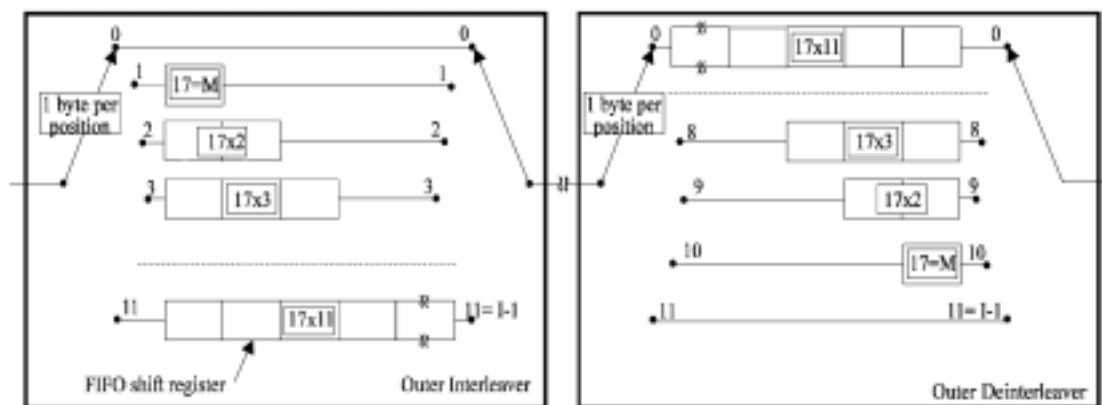 0 0
1 17=M 1
1 byte per
position
2 17x2 2
3 17x3 3
11 17x11 11= I-1
FIFO shift register
Outer Interleaver
0 17x11 0
1 byte per
position
8 17x3 8
9 17x2 9
10 17=M 10
11 11= I-1
Outer Deinterleaver